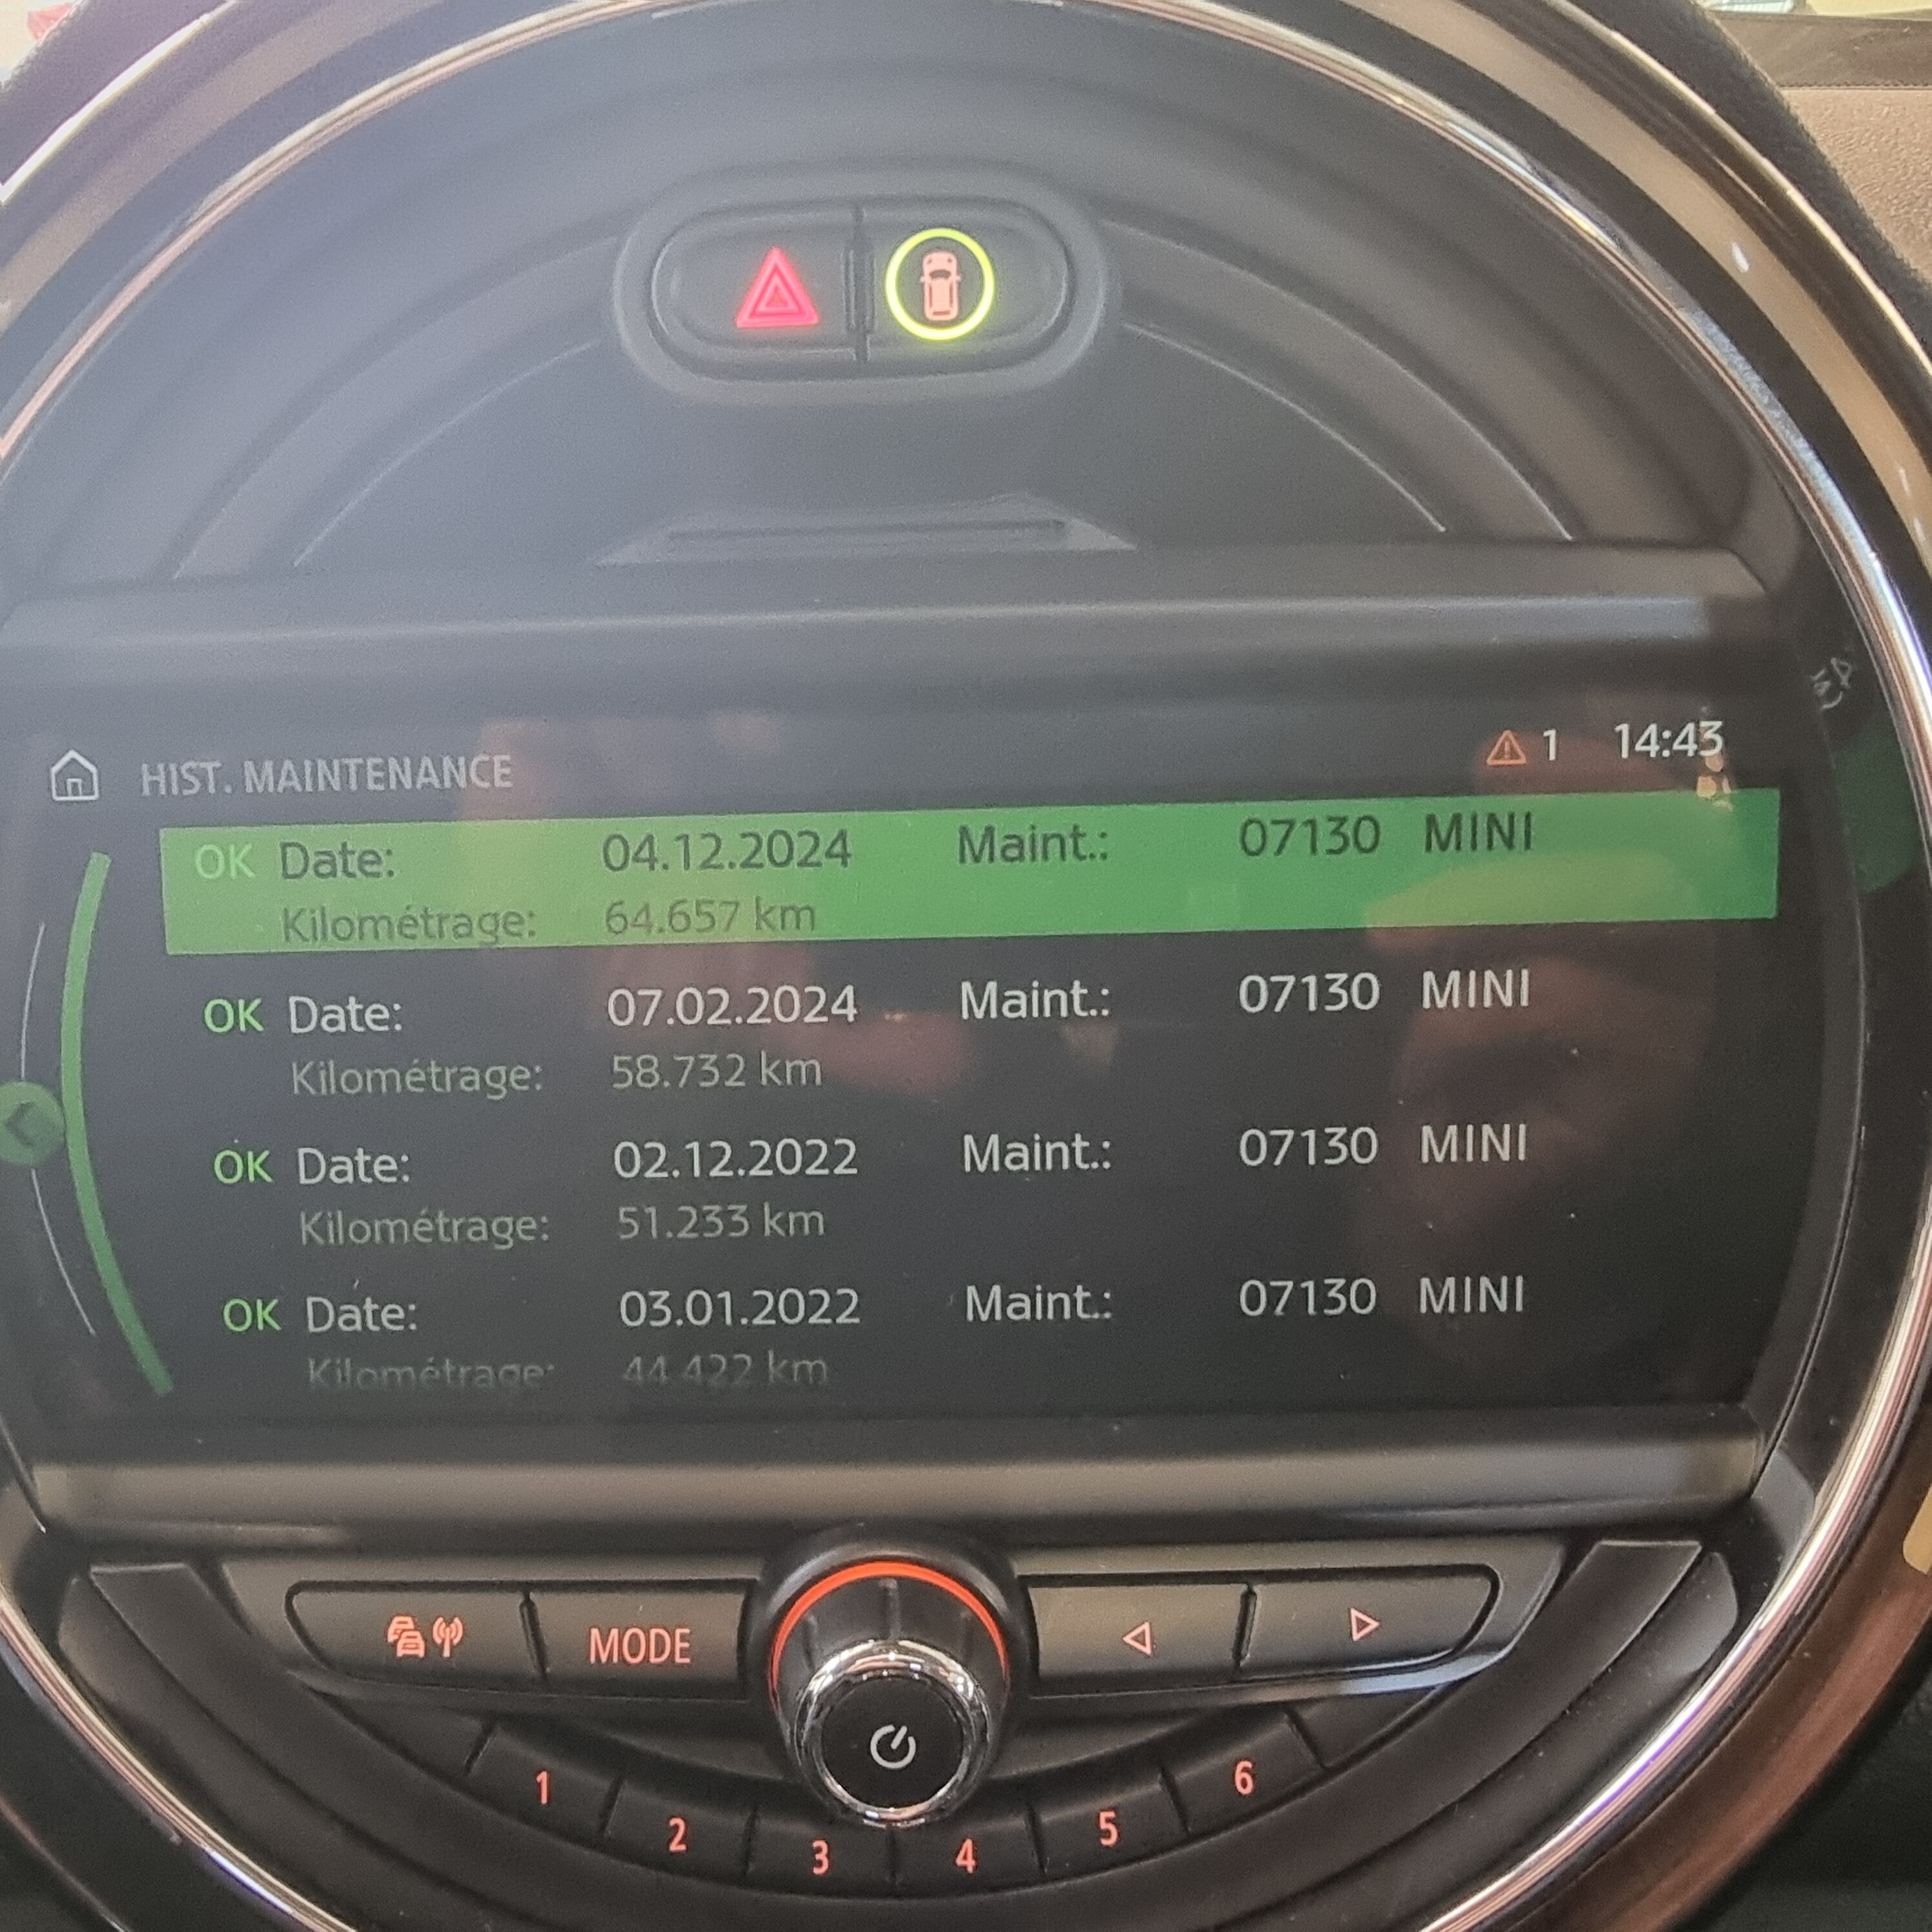 HIST. MAINTENANCE
1 14:43
OK Date: 04.12.2024 Maint.: 07130 MINI
Kilométrage: 64.657 km
OK Date: 07.02.2024 Maint.: 07130 MINI
Kilométrage: 58.732 km
OK Date: 02.12.2022 Maint.: 07130 MINI
Kilométrage: 51.233 km
OK Date: 03.01.2022 Maint.: 07130 MINI
Kilométrage: 44.422 km
MODE
1 2 3 4 5 6